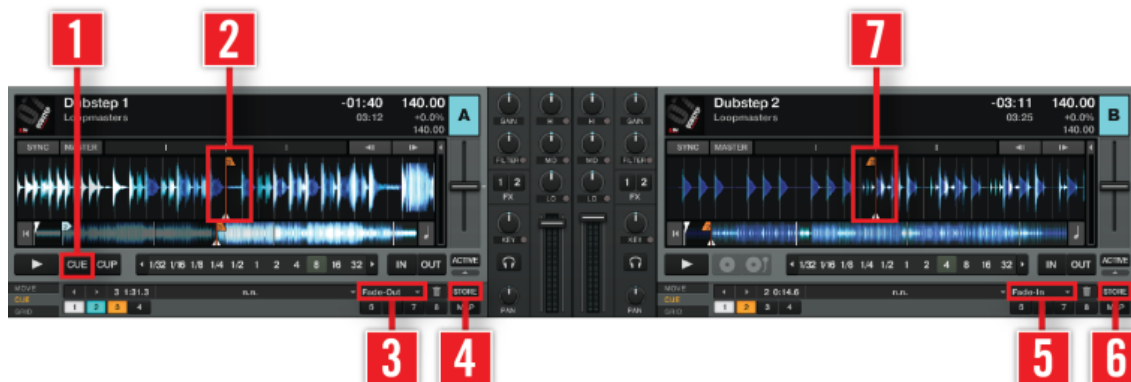 1 2 7
Dubstep 1 -01:40 140.00 A
Loopmasters 03:12 +0.0%
140.00
SYNC MASTER
CUE CUP 1/32 1/16 1/8 1/4 1/2 1 2 4 8 16 32 IN OUT ACTIVE
MOVE 3 1:31.3 n.n. Fade-Out STORE
CUE
GRID 1 2 3 4 6 7 8 MAP
GAIN HI HI GAIN
FILTER MID MID FILTER
1 2 LO LO 1 2
FX FX
KEY KEY
PAN PAN
Dubstep 2 -03:11 140.00 B
Loopmasters 03:25 +0.0%
140.00
SYNC MASTER
1/32 1/16 1/8 1/4 1/2 1 2 4 8 16 32 IN OUT ACTIVE
MOVE 2 0:14.6 n.n. Fade-In STORE
CUE
GRID 1 2 3 4 6 7 8 MAP
3 4 5 6